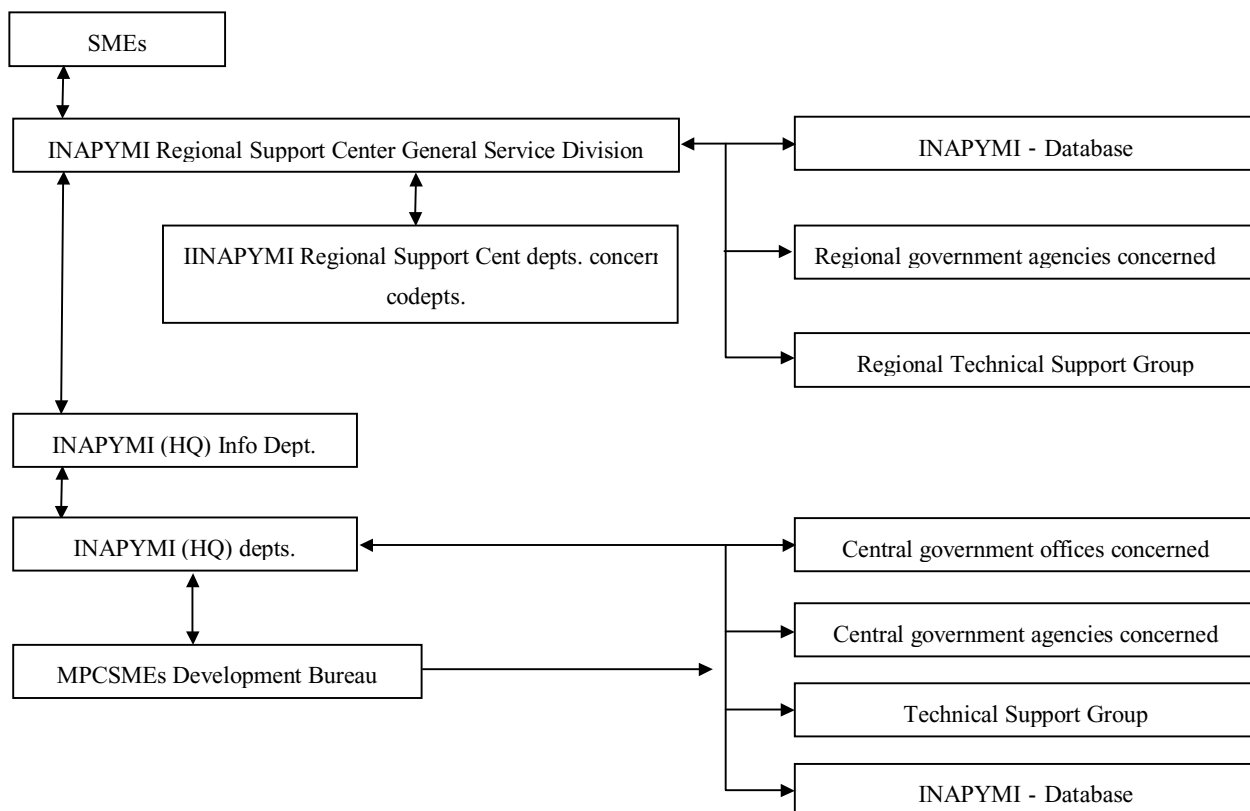 SMEs
INAPYMI Regional Support Center General Service Division
INAPYMI - Database
IINAPYMI Regional Support Cent depts. concern
codepts.
Regional government agencies concerned
Regional Technical Support Group
INAPYMI (HQ) Info Dept.
INAPYMI (HQ) depts.
Central government offices concerned
Central government agencies concerned
MPCSMEs Development Bureau
Technical Support Group
INAPYMI - Database